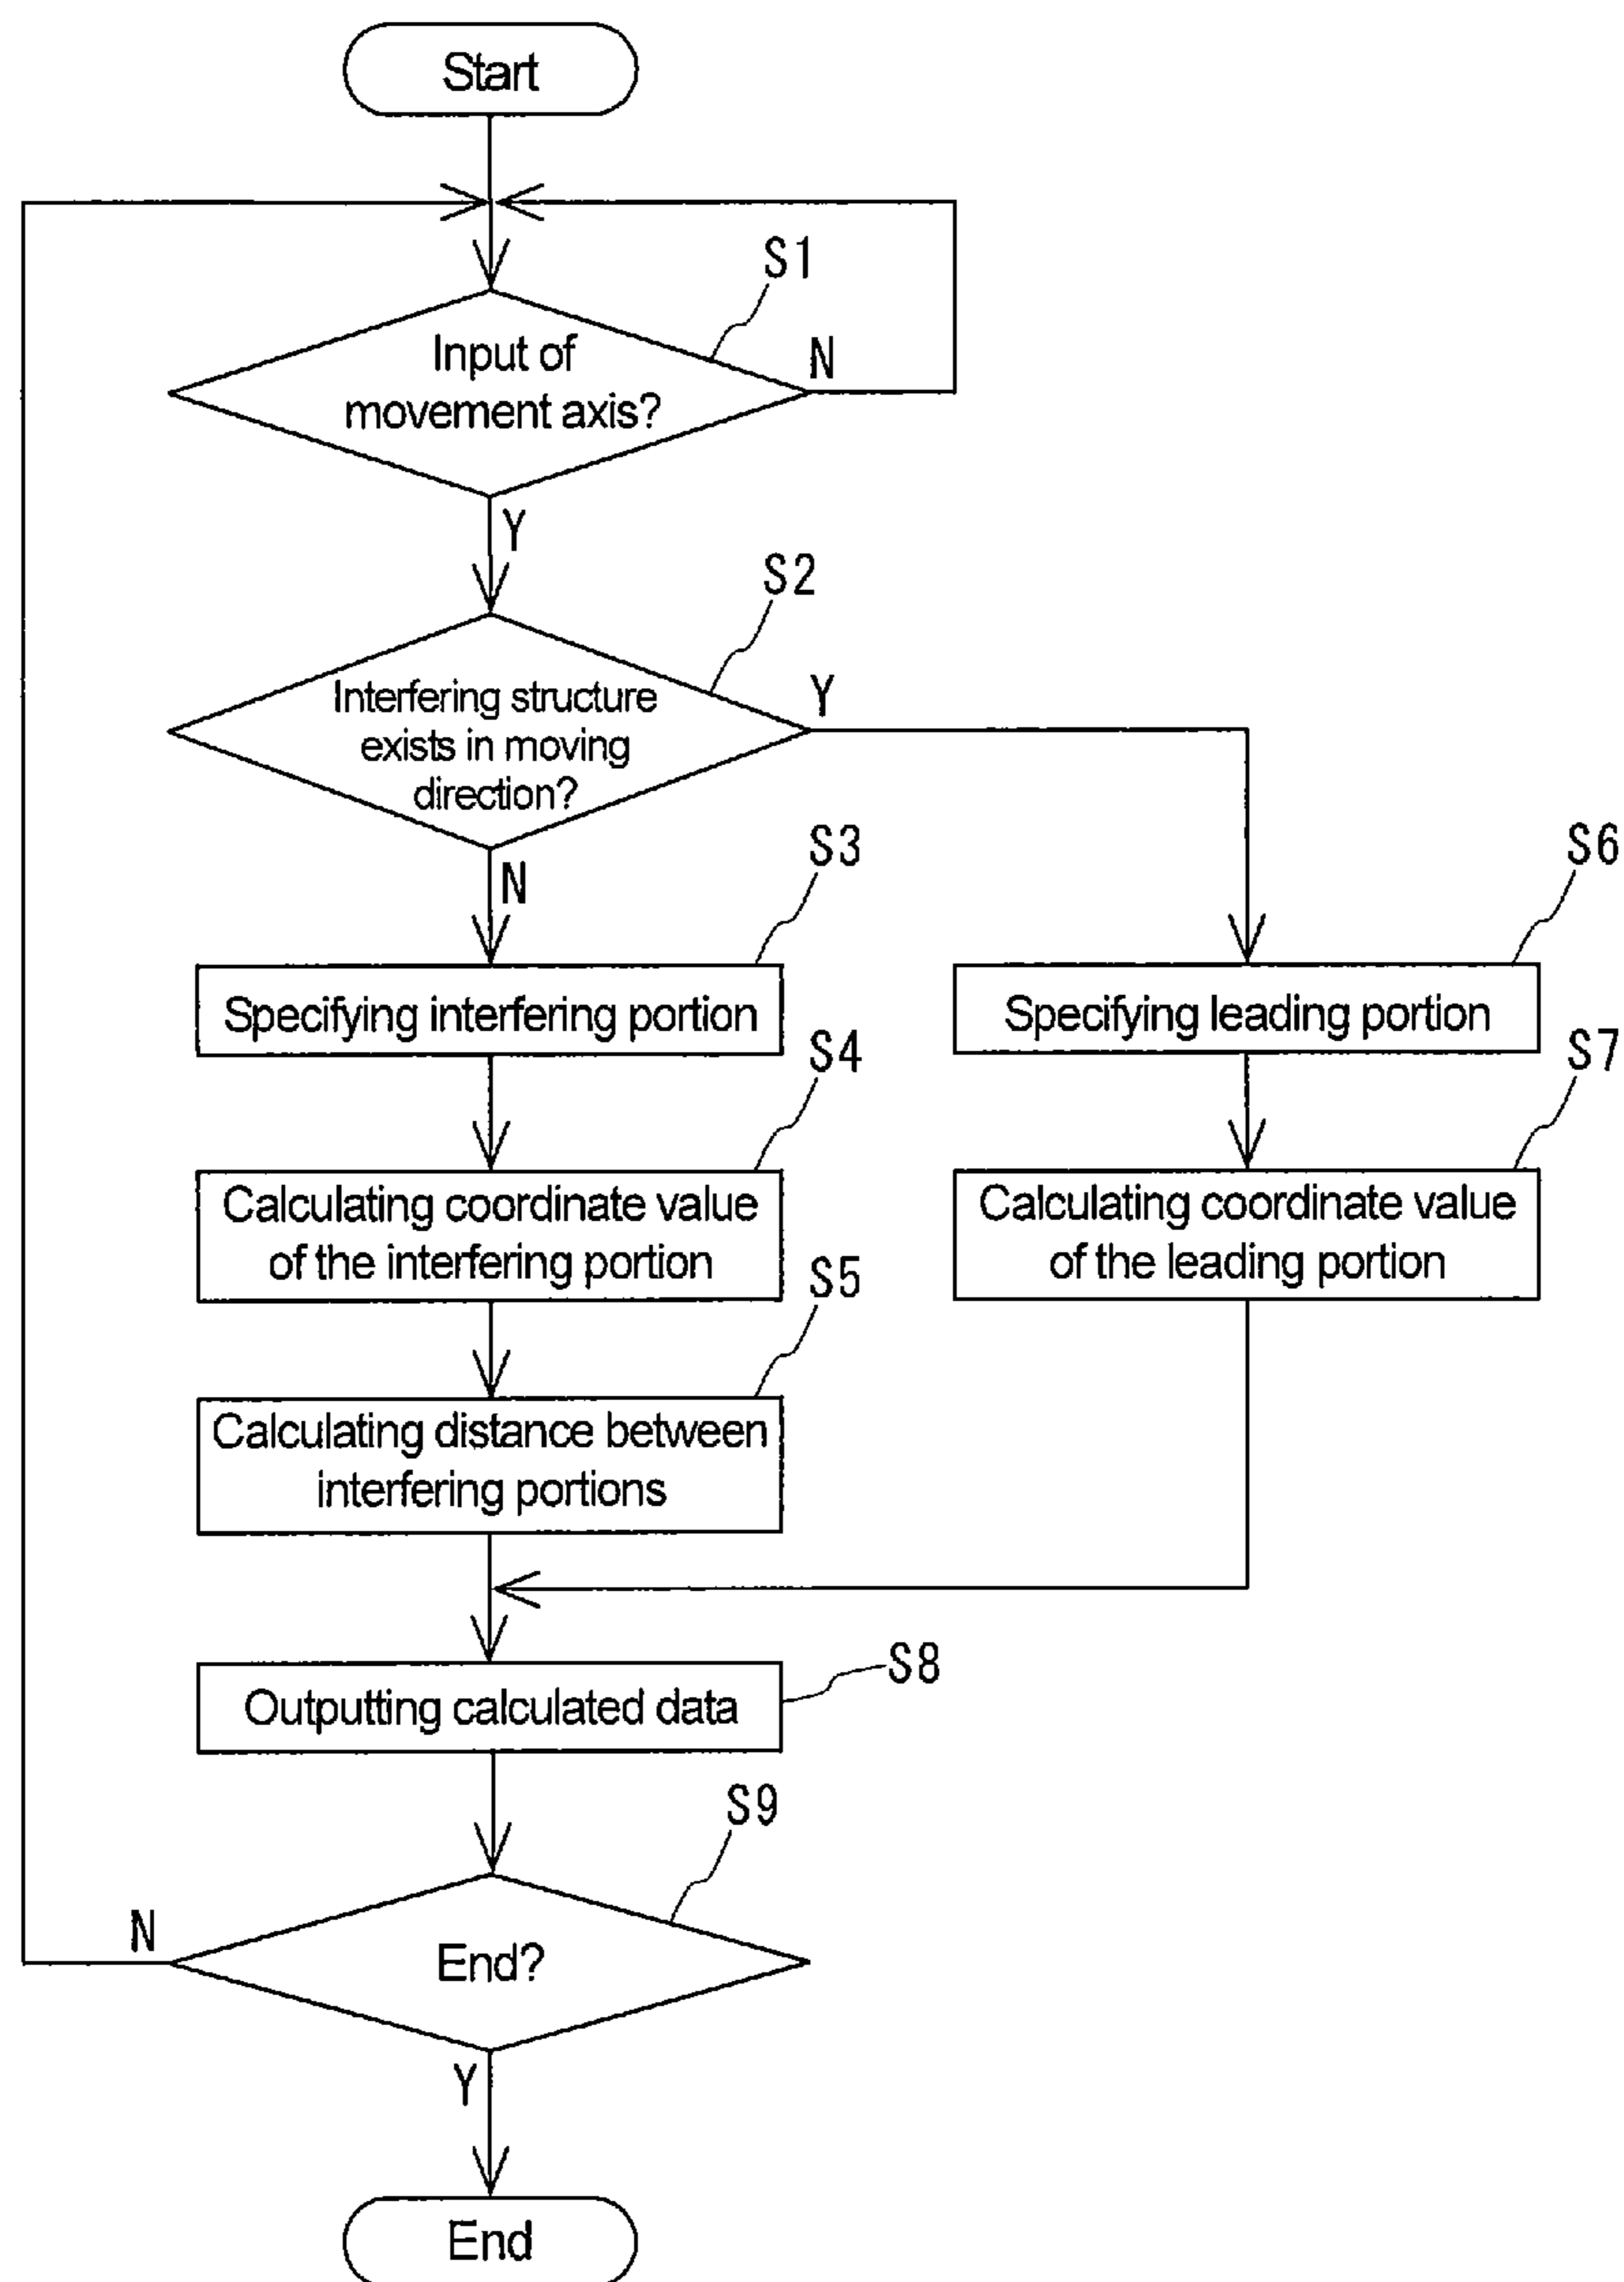 Start
S1
Input of
movement axis?
N
Y
S2
Interfering structure
exists in moving
direction?
Y
N
S3
Specifying interfering portion
S6
Specifying leading portion
S4
Calculating coordinate value
of the interfering portion
S7
Calculating coordinate value
of the leading portion
S5
Calculating distance between
interfering portions
S8
Outputting calculated data
S9
End?
N
Y
End